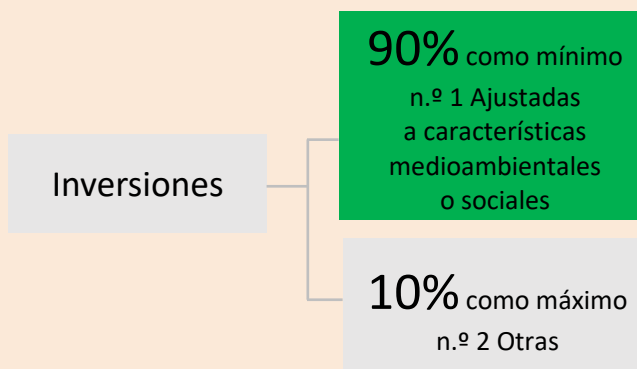 Inversiones
90% como mínimo
n.º 1 Ajustadas
a características
medioambientales
o sociales
10% como máximo
n.º 2 Otras